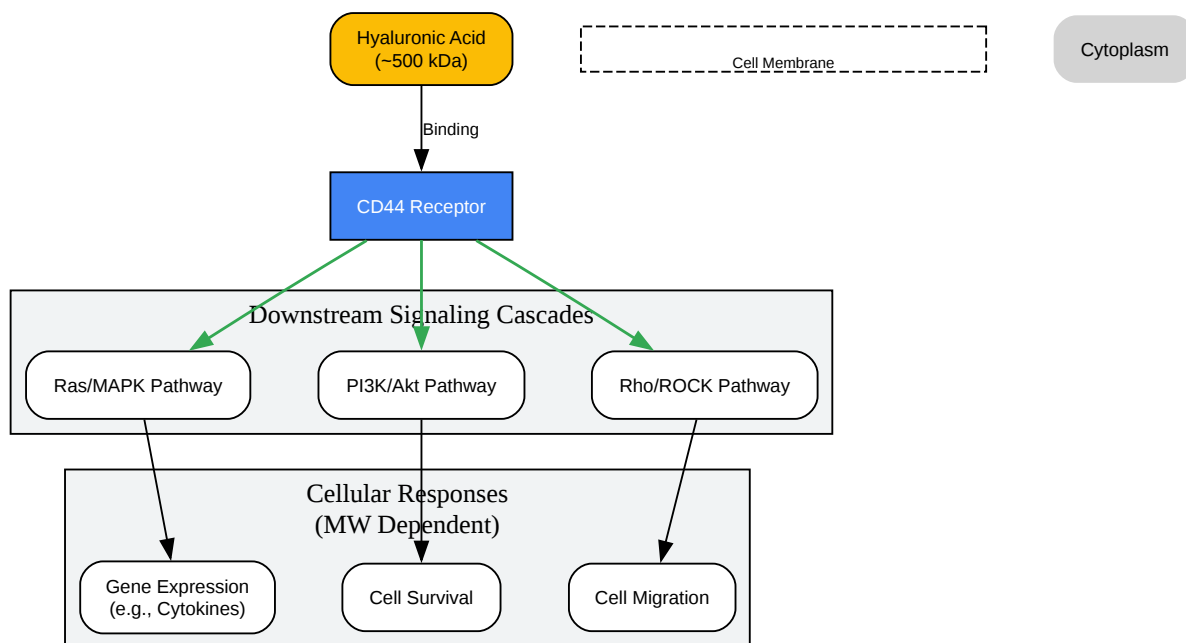 Hyaluronic Acid
(~500 kDa)
Cell Membrane
Cytoplasm
Binding
CD44 Receptor
Downstream Signaling Cascades
Ras/MAPK Pathway
PI3K/Akt Pathway
Rho/ROCK Pathway
Cellular Responses
(MW Dependent)
Gene Expression
(e.g., Cytokines)
Cell Survival
Cell Migration